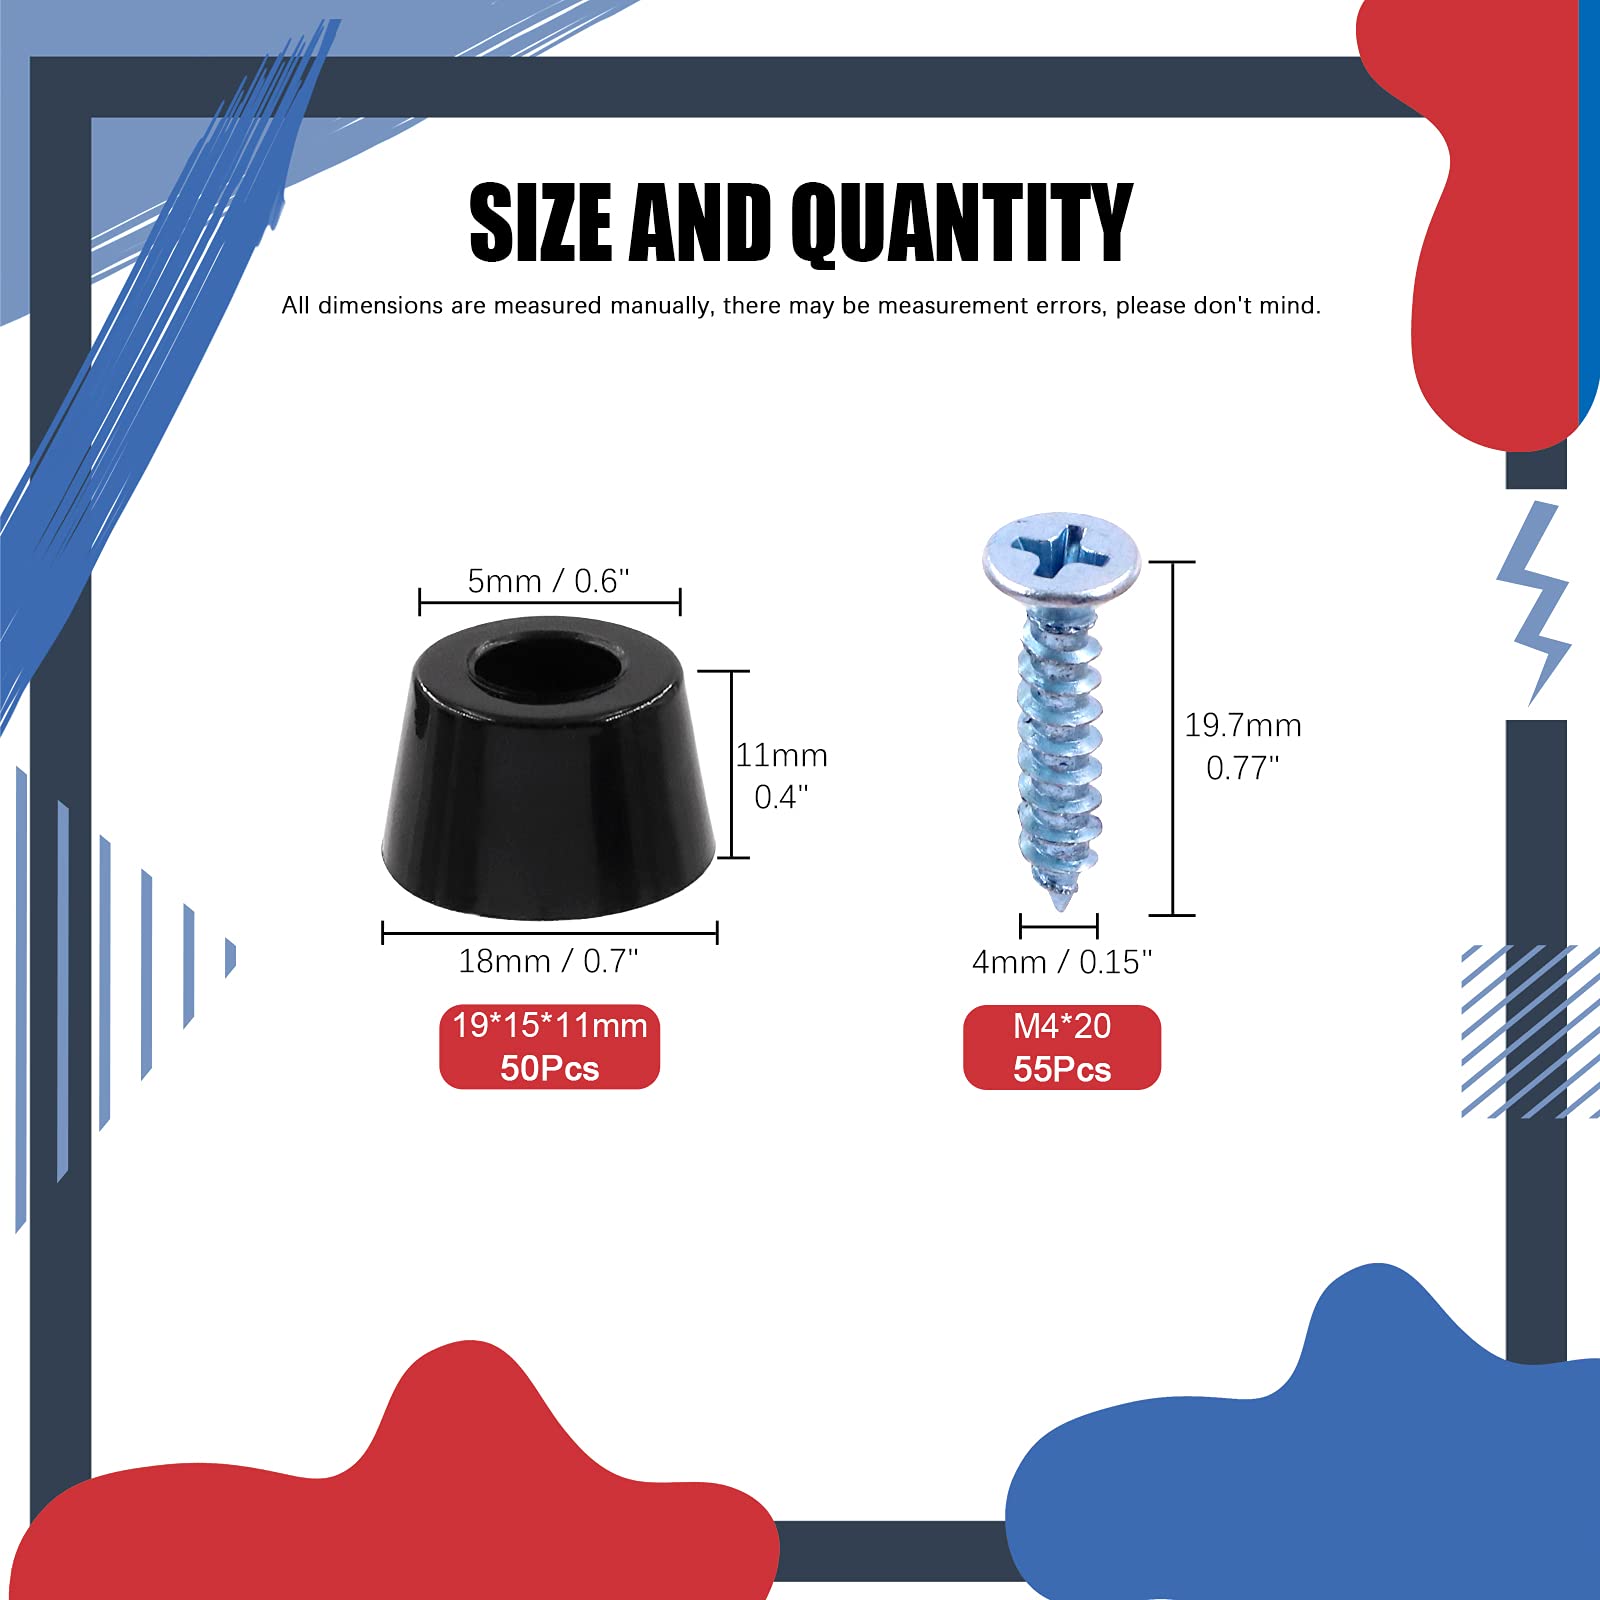 SIZE AND QUANTITY
All dimensions are measured manually, there may be measurement errors, please don't mind.
5mm / 0.6"
11mm
0.4"
18mm / 0.7"
19*15*11mm
50Pcs
19.7mm
0.77"
4mm / 0.15"
M4*20
55Pcs